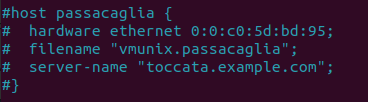 #host passacaglia {
#  hardware ethernet 0:0:c0:5d:bd:95;
#  filename "vmunix.passacaglia";
#  server-name "toccata.example.com";
#}